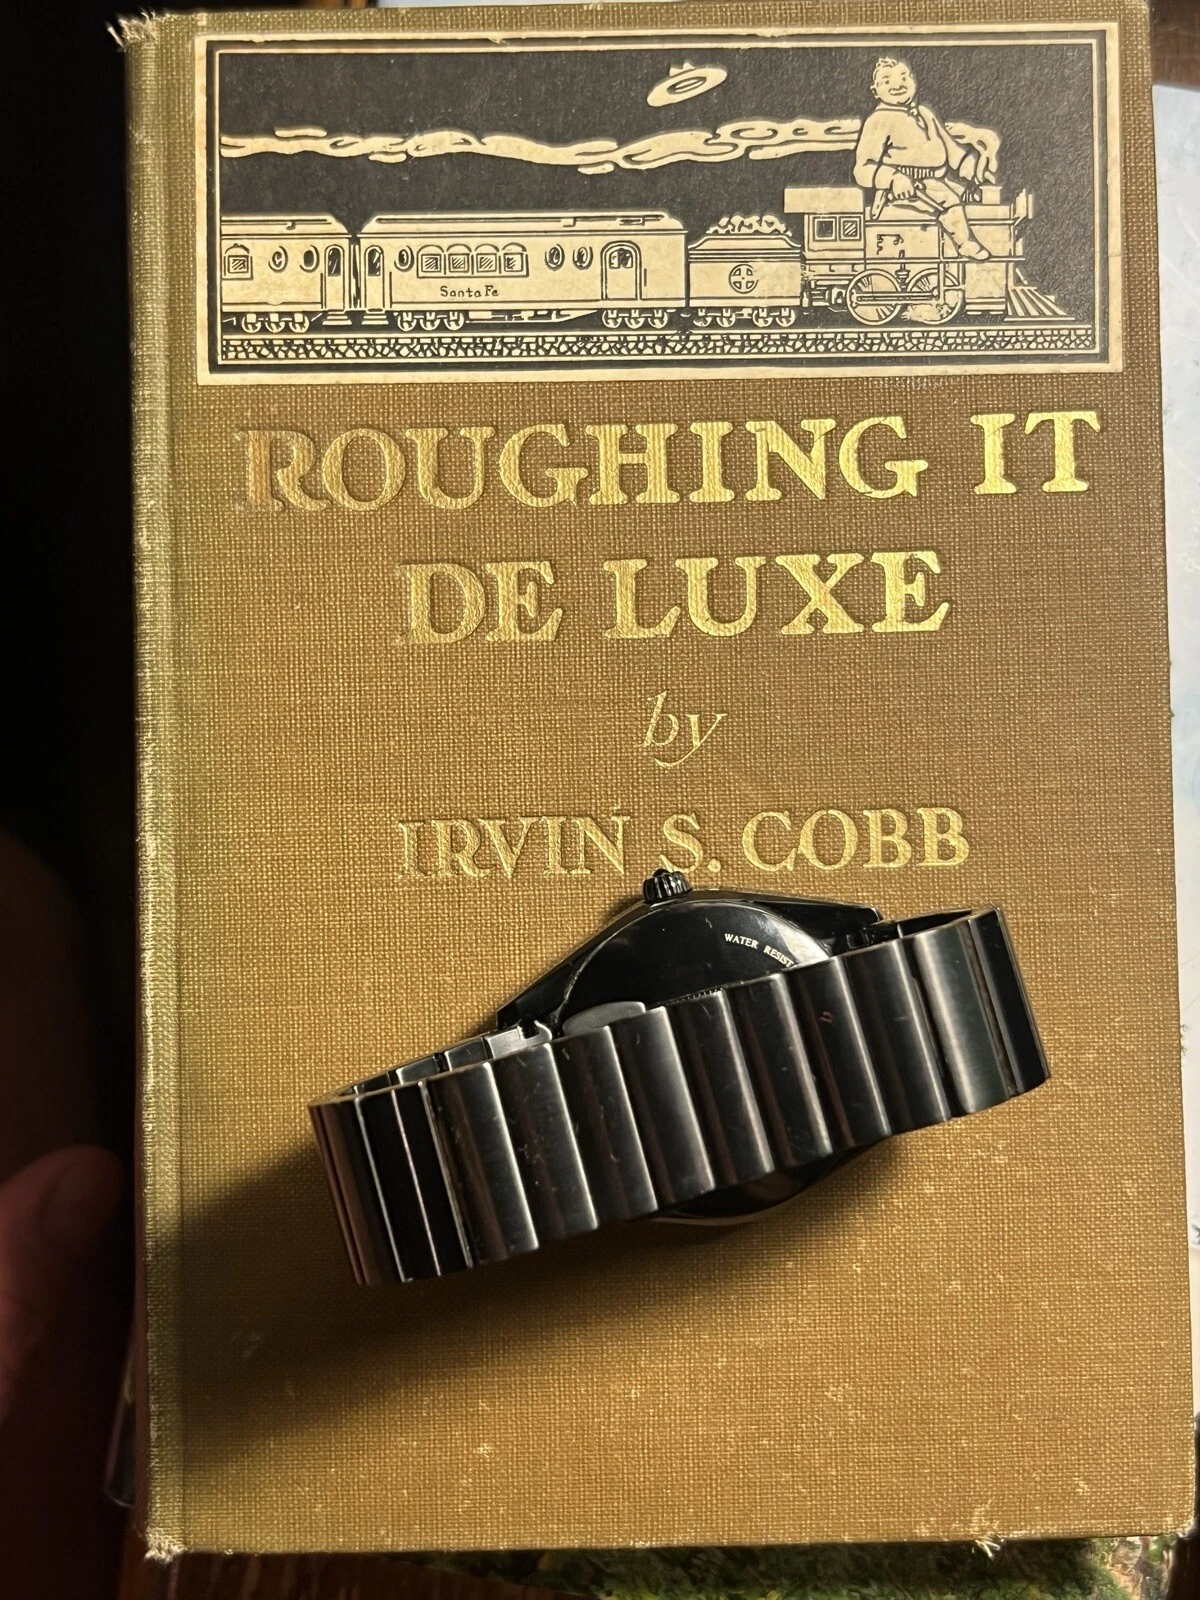 Santa Fe
ROUGHING IT
DE LUXE
by
IRVIN S. COBB
WATER RESIST